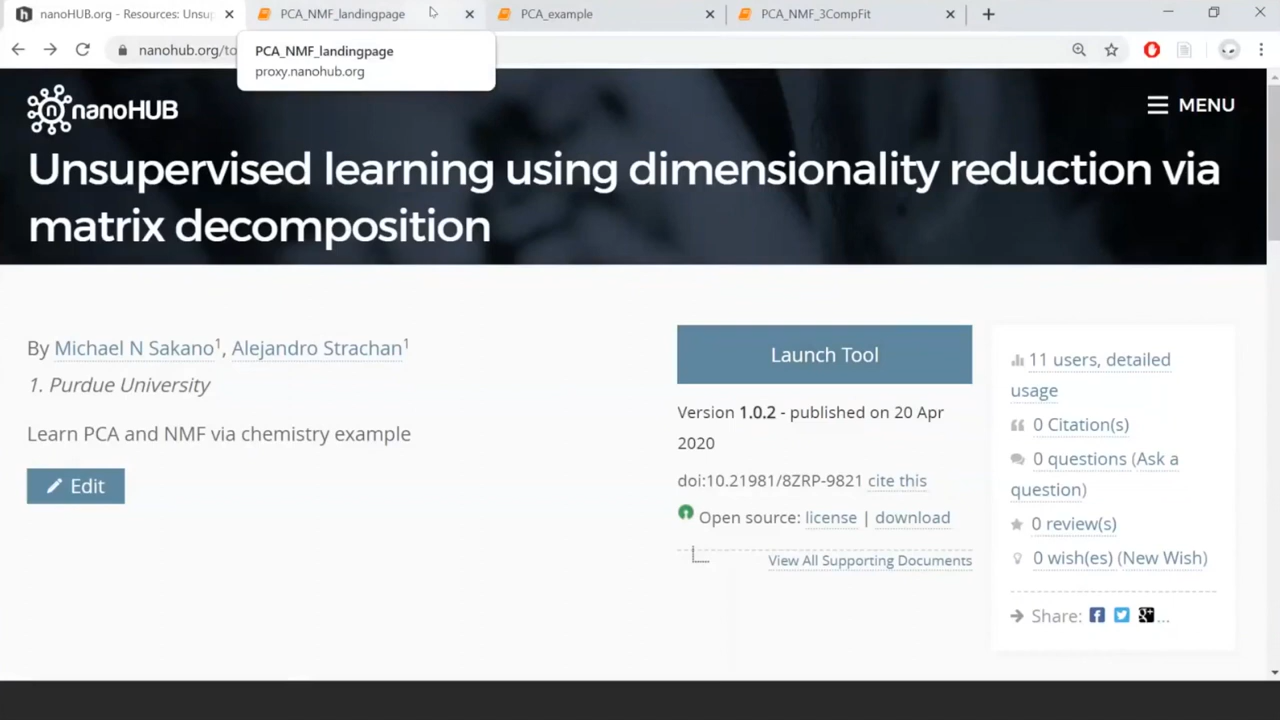 nanoHUB.org - Resources: Unsu
PCA_NMF_landingpage
PCA_example
PCA_NMF_3CompFit
nanohub.org/to
PCA_NMF_landingpage
proxy.nanohub.org
nanoHUB
MENU
Unsupervised learning using dimensionality reduction via
matrix decomposition
By Michael N Sakano1, Alejandro Strachan1
1. Purdue University
Learn PCA and NMF via chemistry example
Edit
Launch Tool
Version 1.0.2 - published on 20 Apr
2020
doi:10.21981/8ZRP-9821 cite this
Open source: license | download
View All Supporting Documents
11 users, detailed
usage
0 Citation(s)
0 questions (Ask a
question)
0 review(s)
0 wish(es) (New Wish)
Share: ...